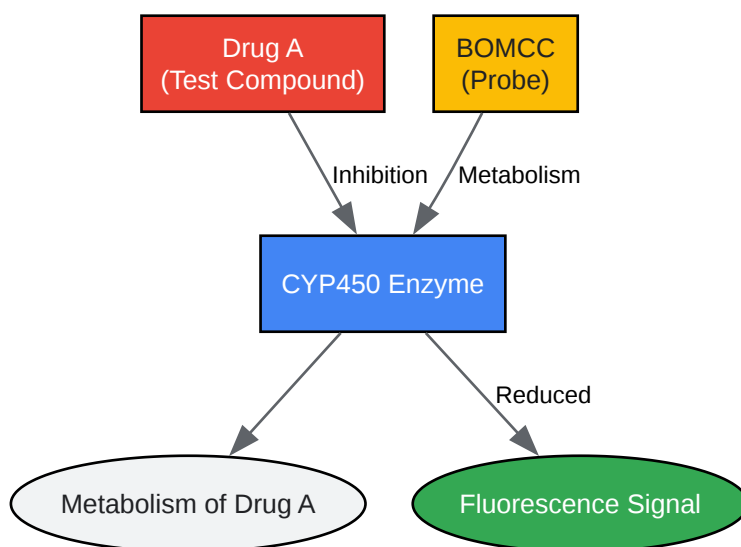 Drug A
(Test Compound)
BOMCC
(Probe)
Inhibition
Metabolism
CYP450 Enzyme
Reduced
Metabolism of Drug A
Fluorescence Signal